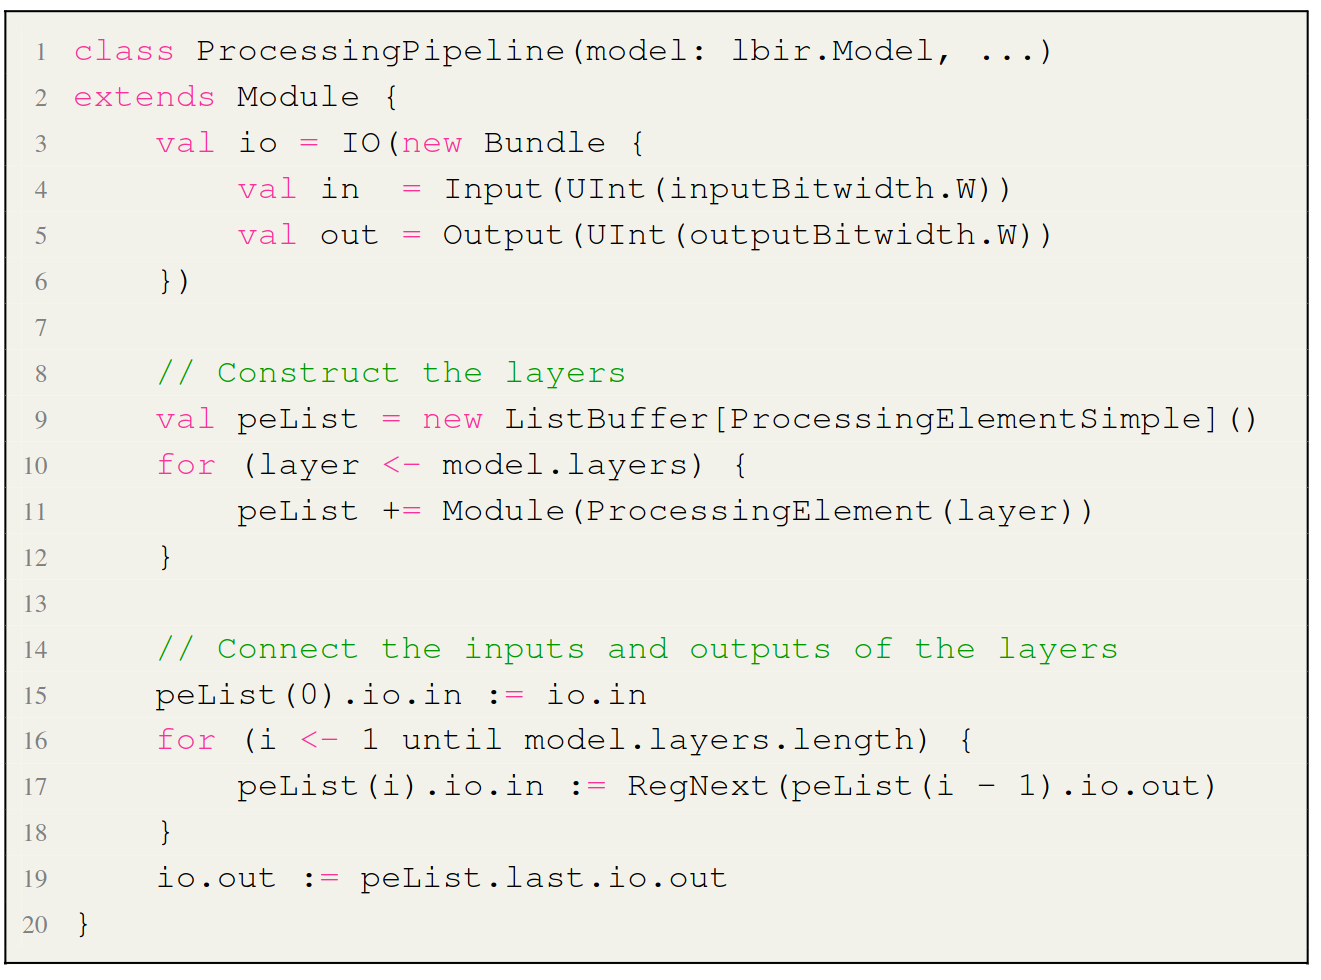 1 class ProcessingPipeline(model: lbir.Model, ...)
2 extends Module {
3     val io = IO(new Bundle {
4         val in  = Input(UInt(inputBitwidth.W))
5         val out = Output(UInt(outputBitwidth.W))
6     })
7
8     // Construct the layers
9     val peList = new ListBuffer[ProcessingElementSimple]()
10     for (layer <- model.layers) {
11         peList += Module(ProcessingElement(layer))
12     }
13
14     // Connect the inputs and outputs of the layers
15     peList(0).io.in := io.in
16     for (i <- 1 until model.layers.length) {
17         peList(i).io.in := RegNext(peList(i - 1).io.out)
18     }
19     io.out := peList.last.io.out
20 }